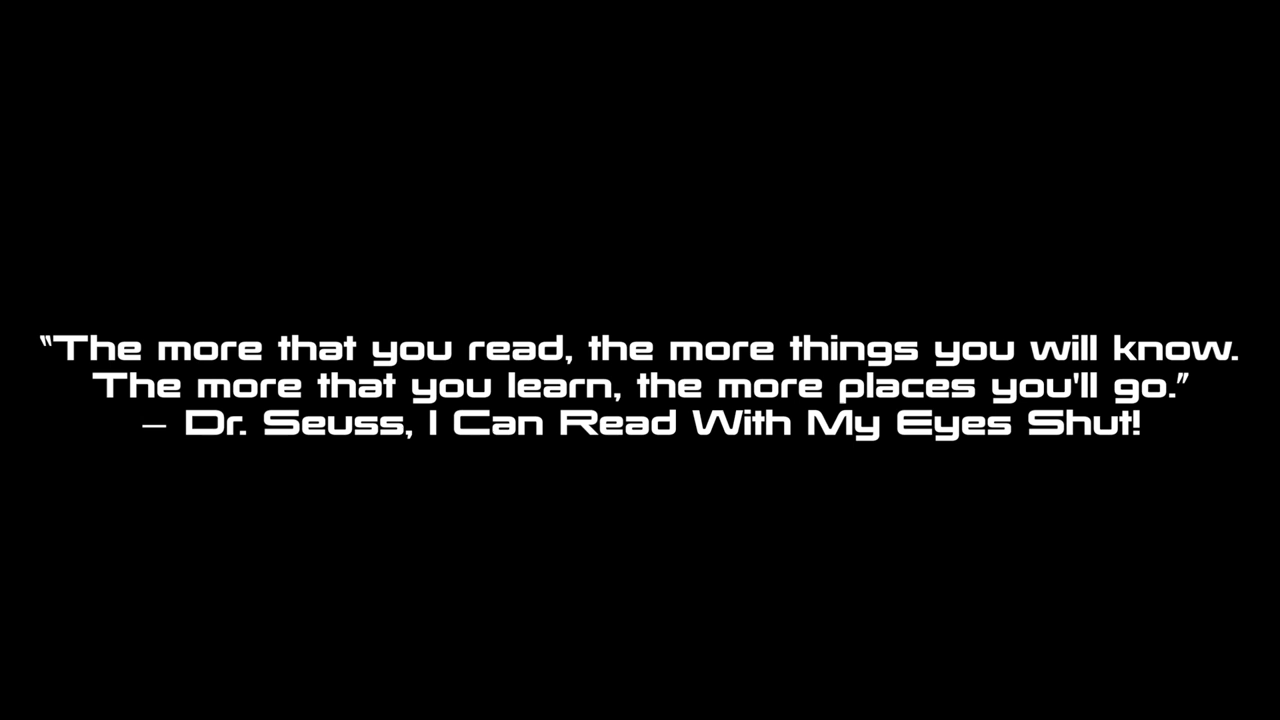 “The more that you read, the more things you will know.
The more that you learn, the more places you'll go.”
― Dr. Seuss, I Can Read With My Eyes Shut!